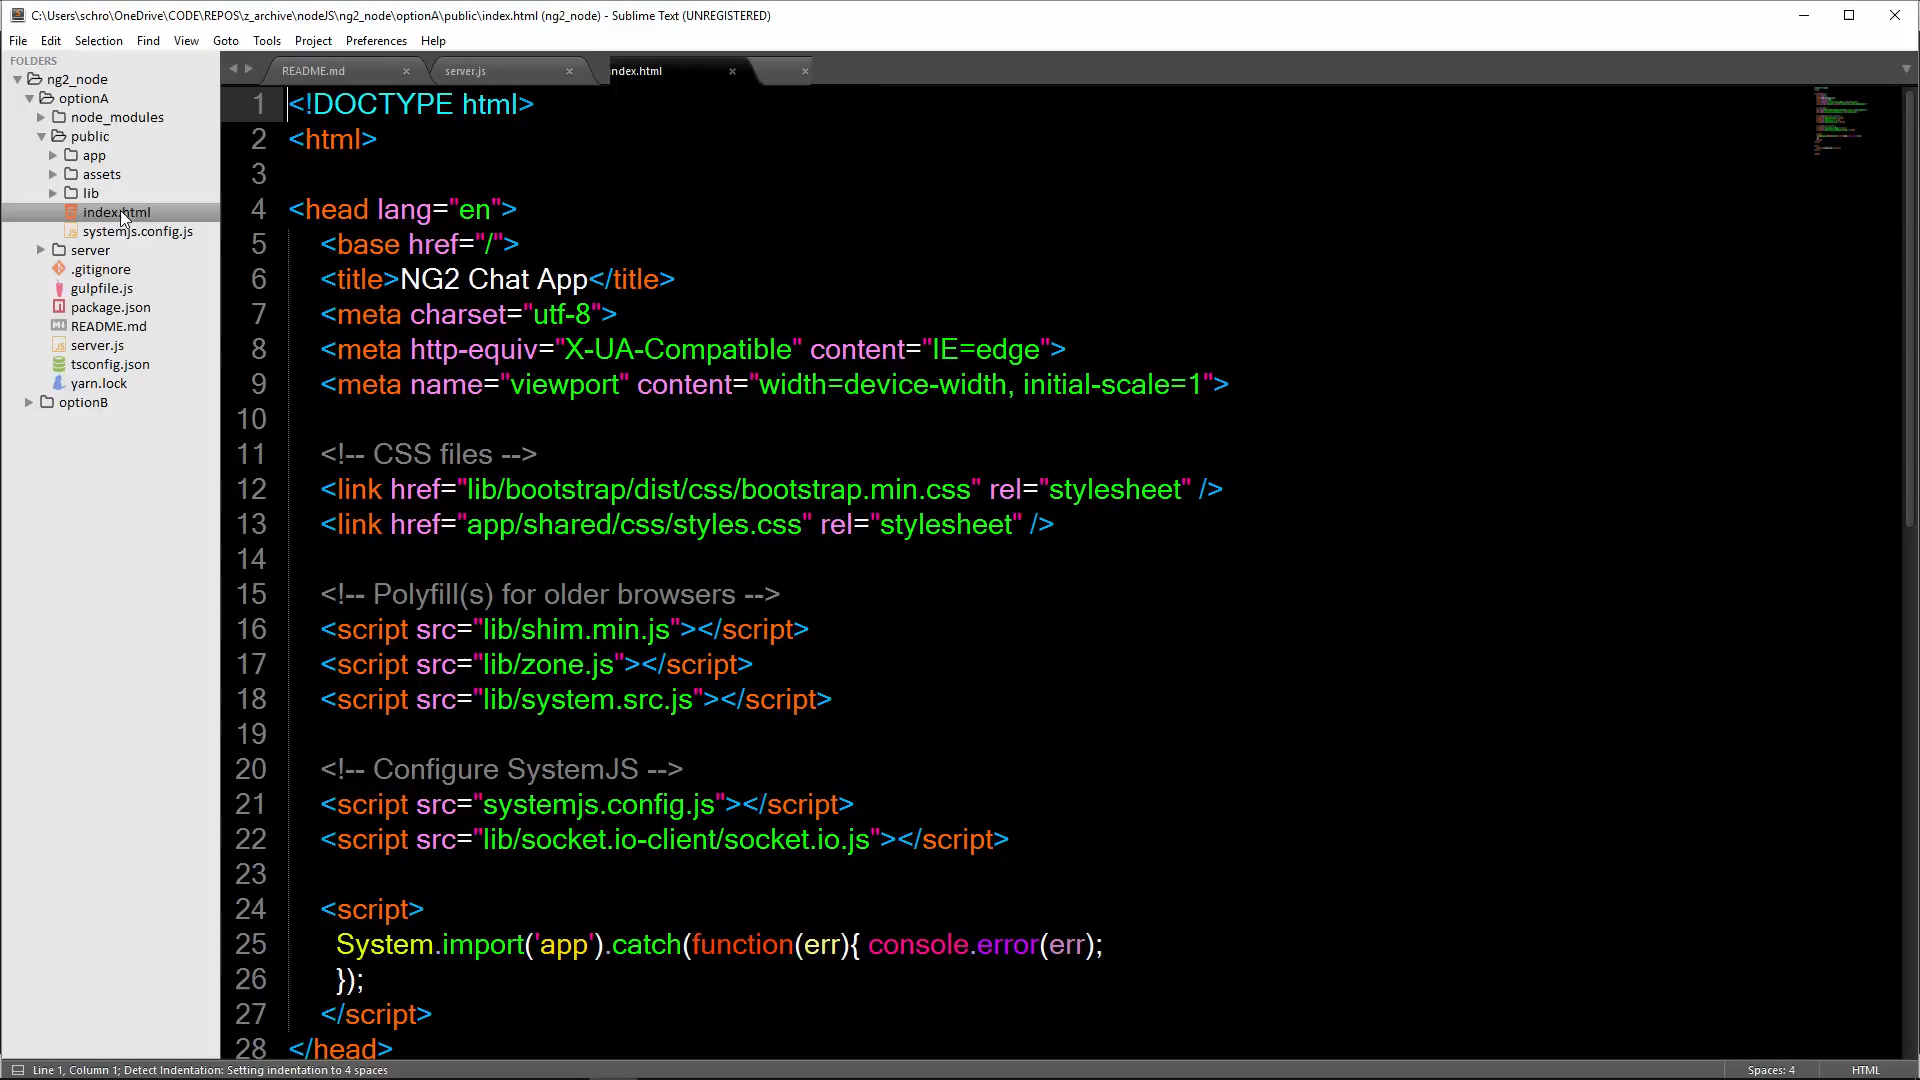 C:\Users\schro\OneDrive\CODE\REPOS\z_archive\nodeJS\ng2_node\optionA\public\index.html (ng2_node) - Sublime Text (UNREGISTERED)
File Edit Selection Find View Goto Tools Project Preferences Help
FOLDERS
ng2_node
optionA
node_modules
public
app
assets
lib
index.html
systemjs.config.js
server
.gitignore
gulpfile.js
package.json
README.md
server.js
tsconfig.json
yarn.lock
optionB
README.md × server.js × index.html × ×
1 <!DOCTYPE html>
2 <html>
3
4 <head lang="en">
5 <base href="/">
6 <title>NG2 Chat App</title>
7 <meta charset="utf-8">
8 <meta http-equiv="X-UA-Compatible" content="IE=edge">
9 <meta name="viewport" content="width=device-width, initial-scale=1">
10
11 <!-- CSS files -->
12 <link href="lib/bootstrap/dist/css/bootstrap.min.css" rel="stylesheet" />
13 <link href="app/shared/css/styles.css" rel="stylesheet" />
14
15 <!-- Polyfill(s) for older browsers -->
16 <script src="lib/shim.min.js"></script>
17 <script src="lib/zone.js"></script>
18 <script src="lib/system.src.js"></script>
19
20 <!-- Configure SystemJS -->
21 <script src="systemjs.config.js"></script>
22 <script src="lib/socket.io-client/socket.io.js"></script>
23
24 <script>
25 System.import('app').catch(function(err){ console.error(err);
26 });
27 </script>
28 </head>
Line 1, Column 1; Detect Indentation: Setting indentation to 4 spaces
Spaces: 4 HTML